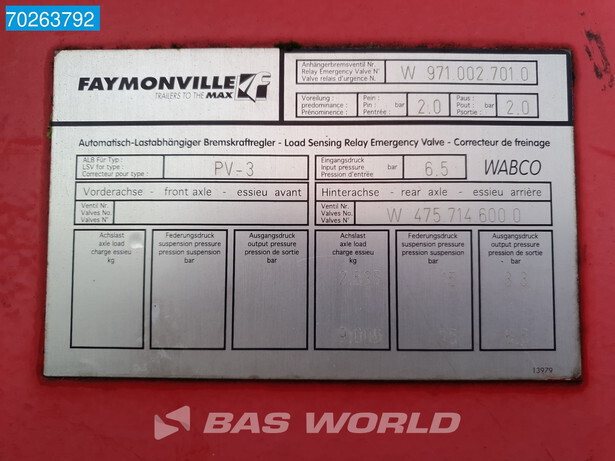 70263792
FAYMONVILLE
TRAILERS TO THE MAX
Anhängerbremsventil Nr.
Relay Emergency Valve N°
Valve relais d'urgence N.
W 971 002 701 0
Voreilung :
predominance :
Prénominence :
Pein :
Pin :
Pentrée :
bar
2.0
Paus :
Pout :
Psortie :
bar
2.0
Automatisch-Lastabhängiger Bremskraftregler - Load Sensing Relay Emergency Valve - Correcteur de freinage
ALB Für Typ :
LSV for type :
Correcteur pour type :
PV-3
Eingangsdruck
Input pressure
Pression d'entrée
bar
6.5
WABCO
Vorderachse - front axle - essieu avant
Hinterachse - rear axle - essieu arrière
Ventil Nr.
Valves No.
Valves N°
Ventil Nr.
Valves No.
Valves N°
W 475 714 600 0
Achslast
axle load
charge essieu
kg
Federungsdruck
suspension pressure
pression suspension
bar
Ausgangsdruck
output pressure
pression de sortie
bar
Achslast
axle load
charge essieu
kg
Federungsdruck
suspension pressure
pression suspension
bar
Ausgangsdruck
output pressure
pression de sortie
bar
13979
BAS WORLD